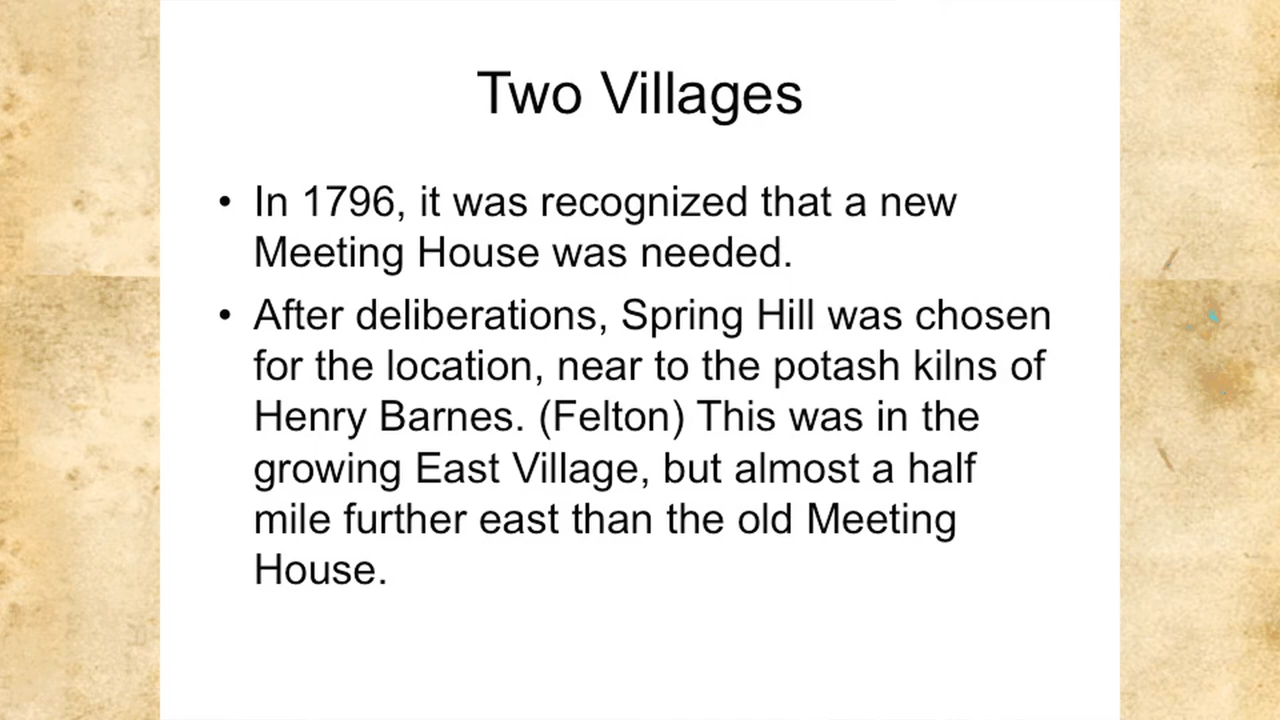 Two Villages
• In 1796, it was recognized that a new
Meeting House was needed.
• After deliberations, Spring Hill was chosen
for the location, near to the potash kilns of
Henry Barnes. (Felton) This was in the
growing East Village, but almost a half
mile further east than the old Meeting
House.